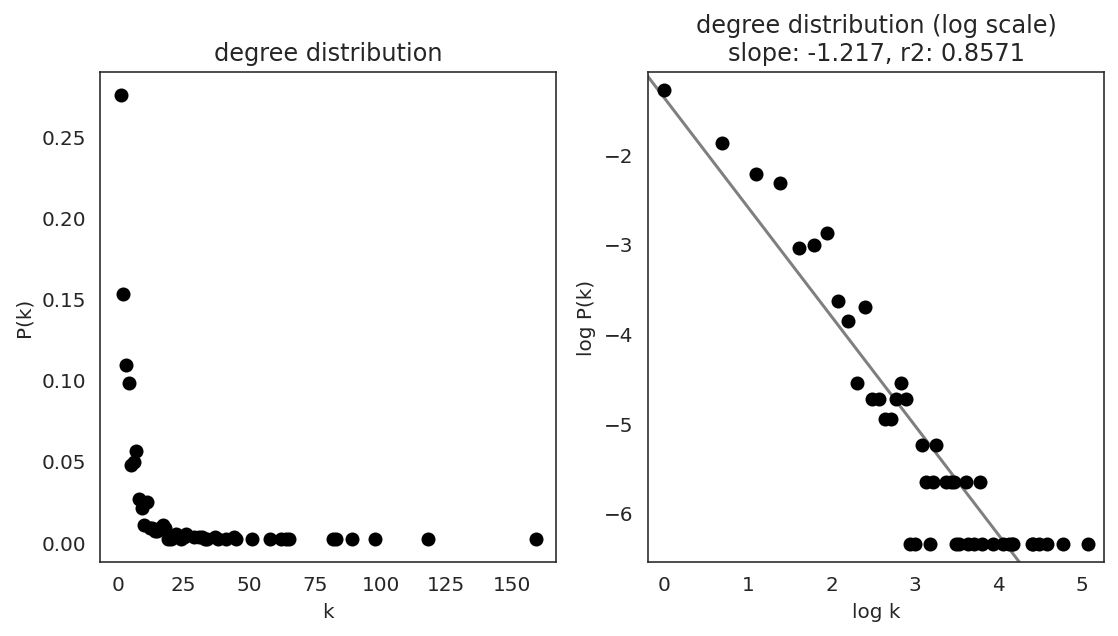 degree distribution
0.25
0.20
0.15
0.10
0.05
0.00
P(k)
0 25 50 75 100 125 150
k
degree distribution (log scale)
slope: -1.217, r2: 0.8571
−2
−3
−4
−5
−6
log P(k)
0 1 2 3 4 5
log k